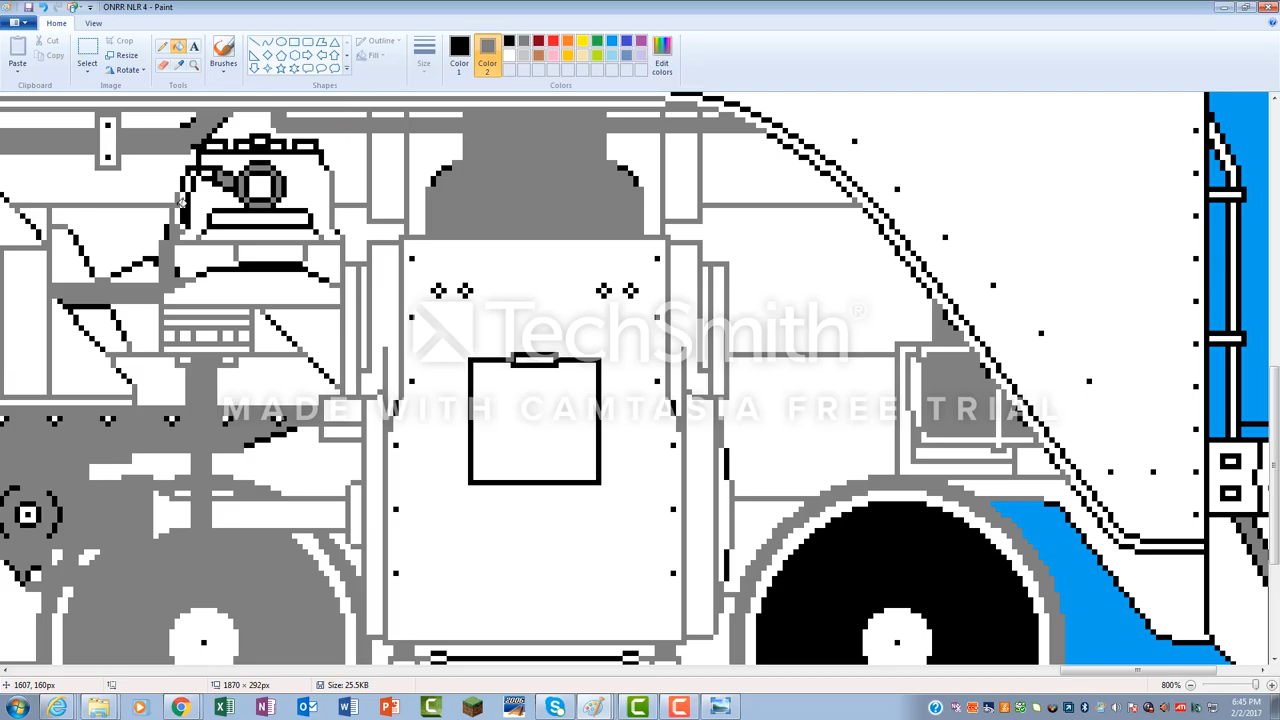 ONRR NLR 4 - Paint
Home View
Paste Cut Copy Clipboard
Select Crop Resize Rotate Image
A Tools
Brushes
Outline Fill Shapes
Size
Color 1 Color 2 Edit colors Colors
TechSmith®
MADE WITH CAMTASIA FREE TRIAL
1607, 160px 1870 × 292px Size: 25.5KB 800%
2006
6:45 PM
2/2/2017